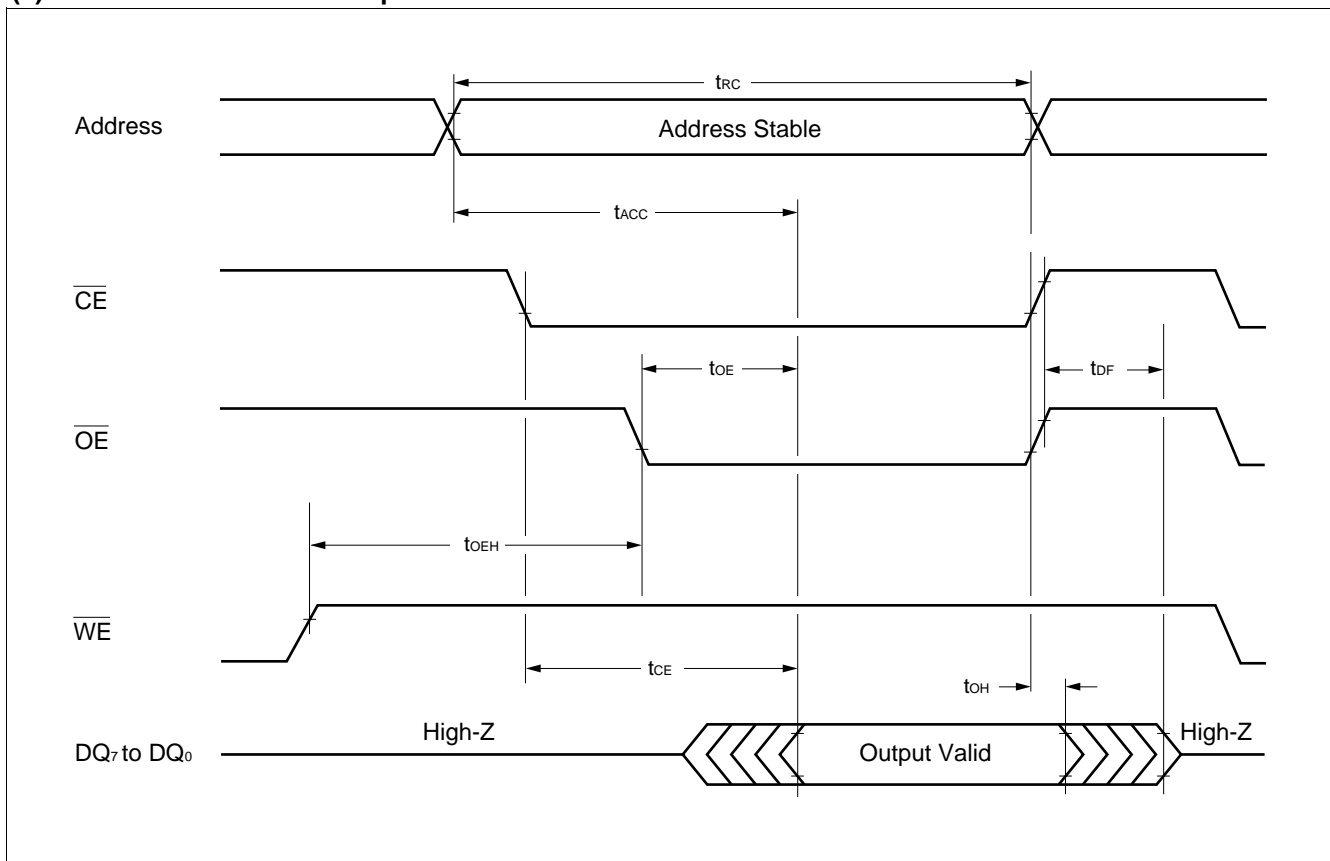 tRC
Address
Address Stable
tACC
CE
tOE
tDF
OE
tOEH
WE
tCE
tOH
High-Z
High-Z
DQ7 to DQ0
Output Valid